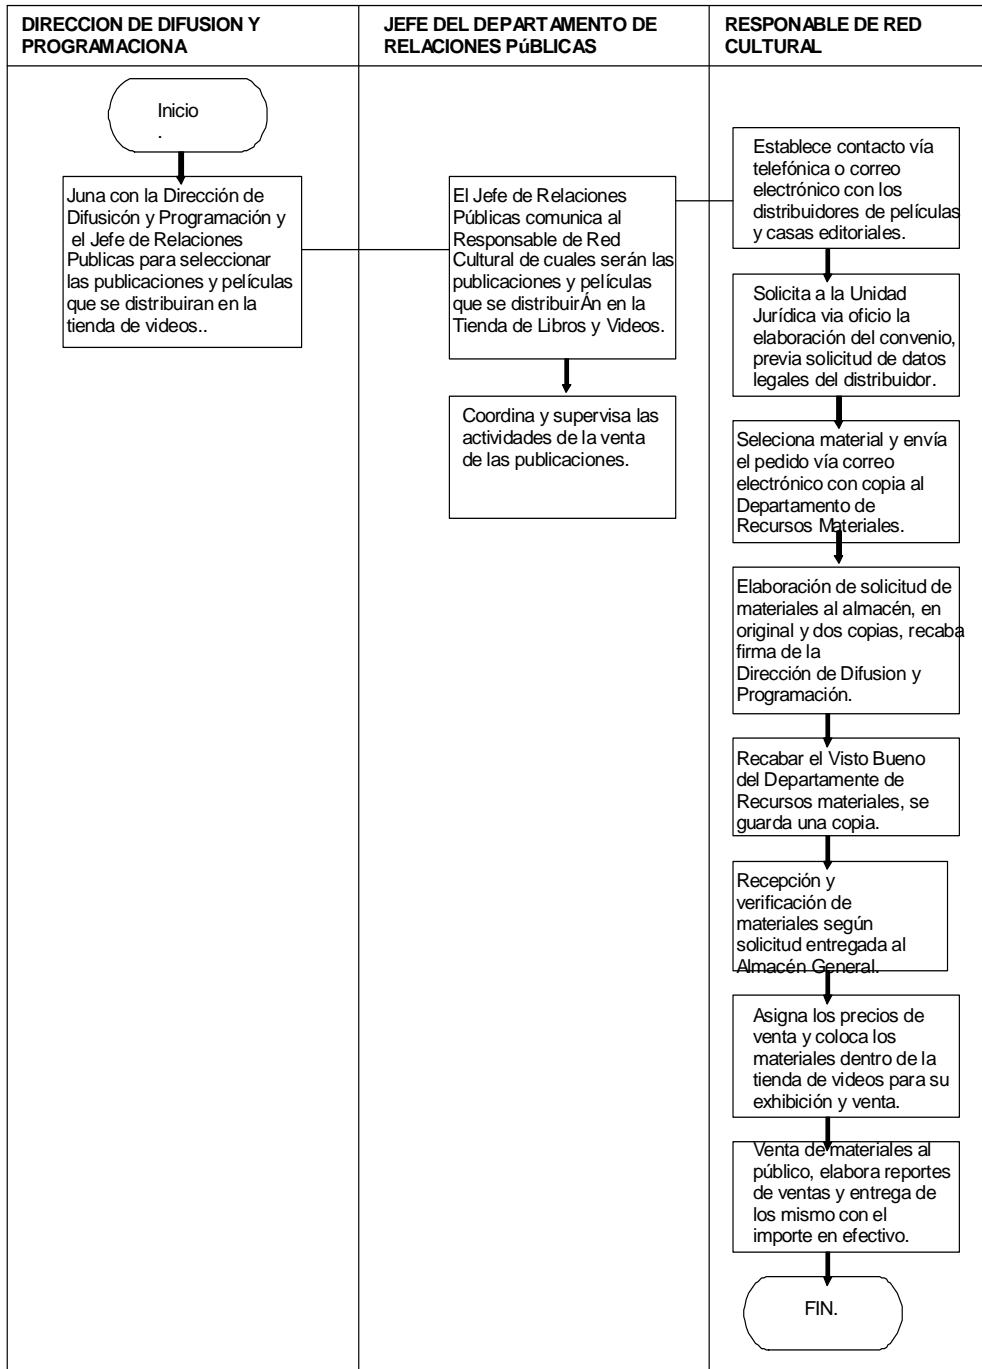 DIRECCION DE DIFUSION Y
PROGRAMACIONA
JEFE DEL DEPARTAMENTO DE
RELACIONES PúBLICAS
RESPONABLE DE RED
CULTURAL
Inicio
.
Juna con la Dirección de
Difusicón y Programación y
el Jefe de Relaciones
Publicas para seleccionar
las publicaciones y películas
que se distribuiran en la
tienda de videos..
El Jefe de Relaciones
Públicas comunica al
Responsable de Red
Cultural de cuales serán las
publicaciones y películas
que se distribuirÁn en la
Tienda de Libros y Videos.
Coordina y supervisa las
actividades de la venta
de las publicaciones.
Establece contacto vía
telefónica o correo
electrónico con los
distribuidores de películas
y casas editoriales.
Solicita a la Unidad
Jurídica via oficio la
elaboración del convenio,
previa solicitud de datos
legales del distribuidor.
Seleciona material y envía
el pedido vía correo
electrónico con copia al
Departamento de
Recursos Materiales.
Elaboración de solicitud de
materiales al almacén, en
original y dos copias, recaba
firma de la
Dirección de Difusion y
Programación.
Recabar el Visto Bueno
del Departamente de
Recursos materiales, se
guarda una copia.
Recepción y
verificación de
materiales según
solicitud entregada al
Almacén General.
Asigna los precios de
venta y coloca los
materiales dentro de la
tienda de videos para su
exhibición y venta.
Venta de materiales al
público, elabora reportes
de ventas y entrega de
los mismo con el
importe en efectivo.
FIN.